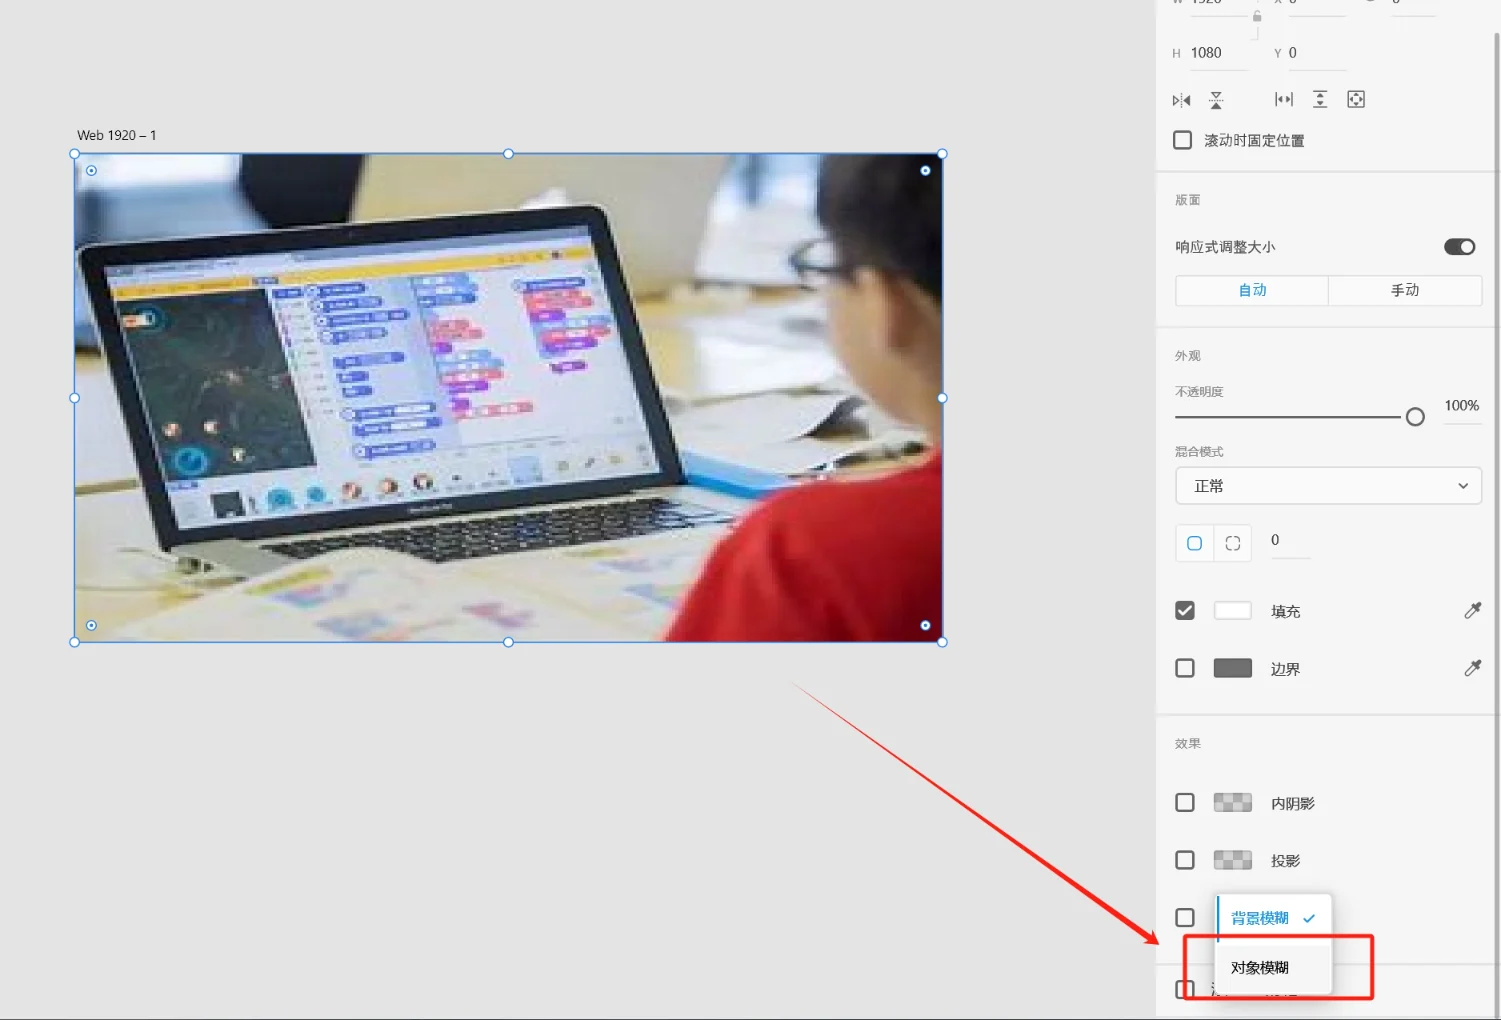 H 1080 Y 0
Web 1920 – 1
滚动时固定位置
版面
响应式调整大小
自动 手动
外观
不透明度
100%
混合模式
正常
0
填充
边界
效果
内阴影
投影
背景模糊
对象模糊